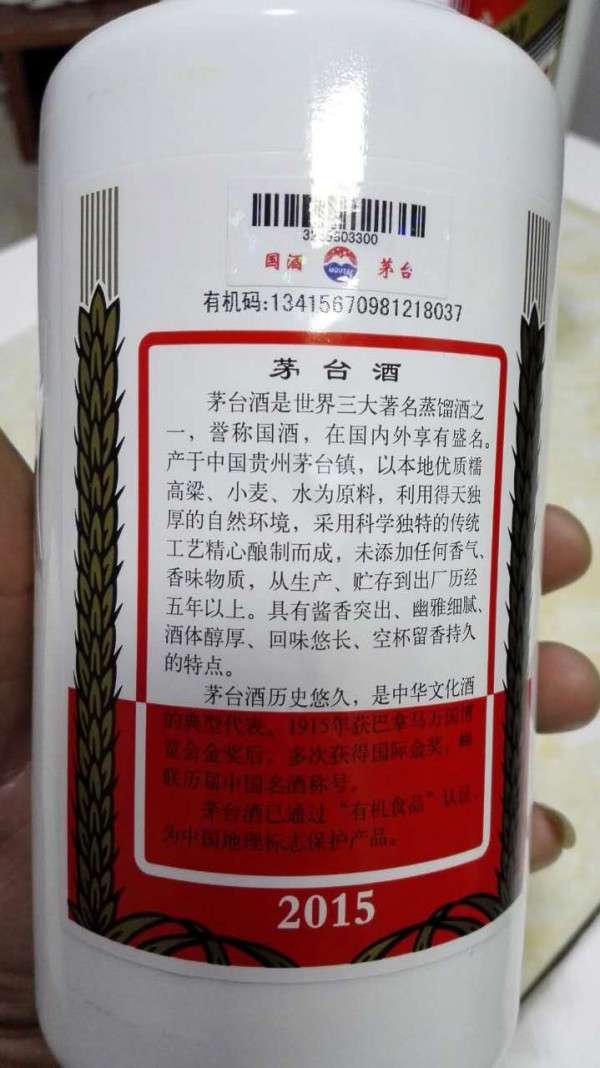 国酒 MOUTAI 茅台
有机码:13415670981218037
茅台酒
茅台酒是世界三大著名蒸馏酒之
一，誉称国酒，在国内外享有盛名。
产于中国贵州茅台镇，以本地优质糯
高粱、小麦、水为原料，利用得天独
厚的自然环境，采用科学独特的传统
工艺精心酿制而成，未添加任何香气、
香味物质，从生产、贮存到出厂历经
五年以上。具有酱香突出、幽雅细腻、
酒体醇厚、回味悠长、空杯留香持久
的特点。
茅台酒历史悠久，是中华文化酒
的典型代表。1915年获巴拿马万国博
览会金奖后，多次获得国际金奖，蝉
联历届中国名酒称号。
茅台酒已通过“有机食品”认证，
为中国地理标志保护产品。
2015